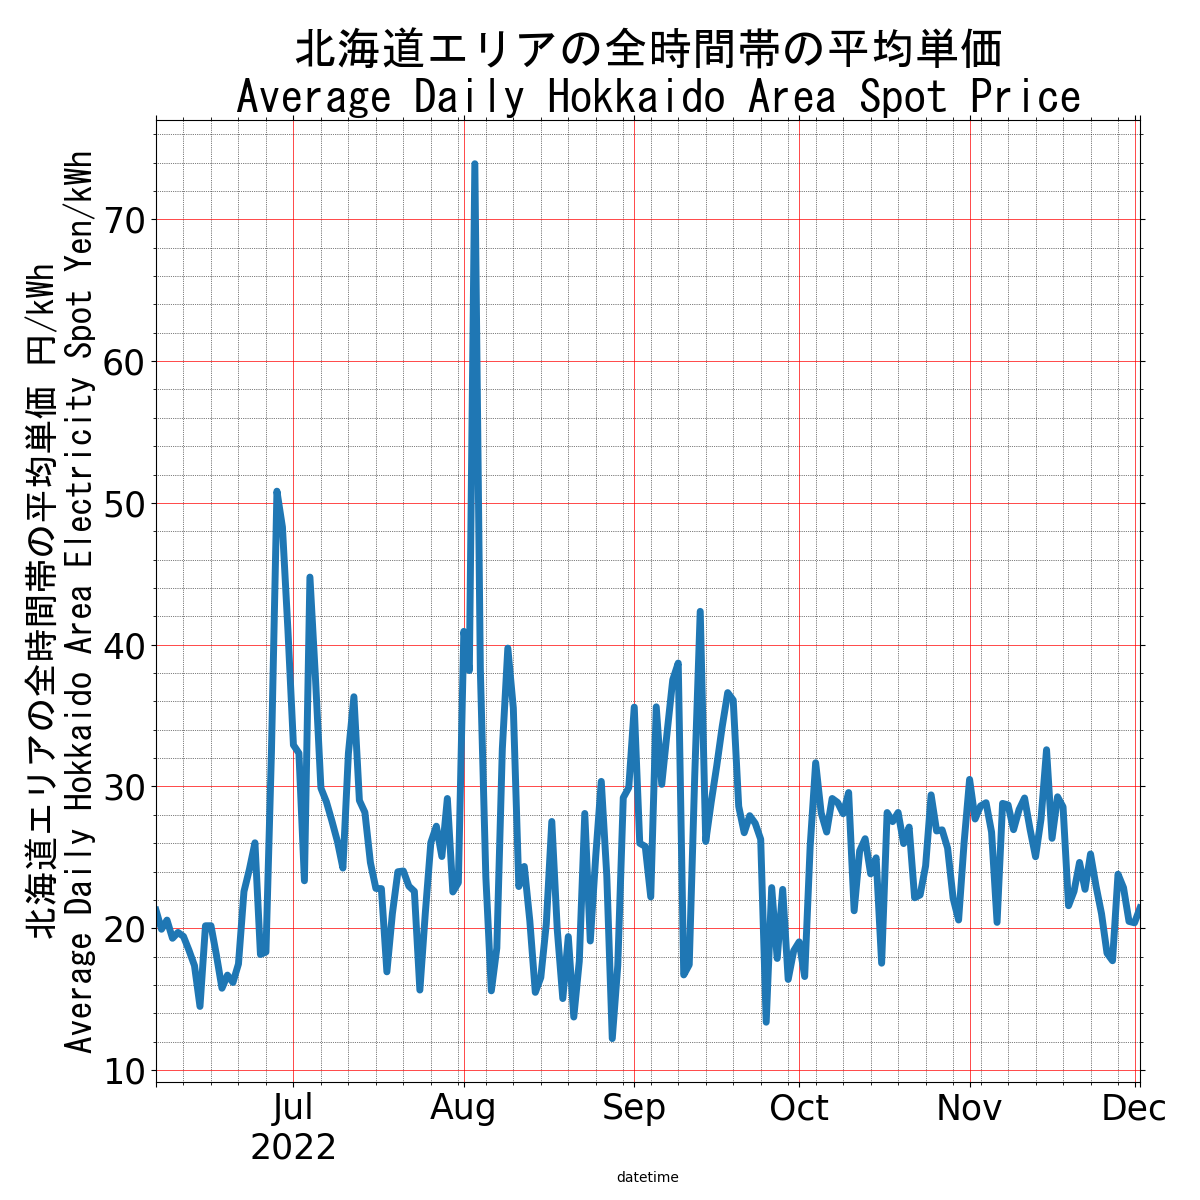 北海道エリアの全時間帯の平均単価
Average Daily Hokkaido Area Spot Price
北海道エリアの全時間帯の平均単価 円/kWh
Average Daily Hokkaido Area Electricity Spot Yen/kWh
70
60
50
40
30
20
10
Jul
2022
Aug
Sep
Oct
Nov
Dec
datetime